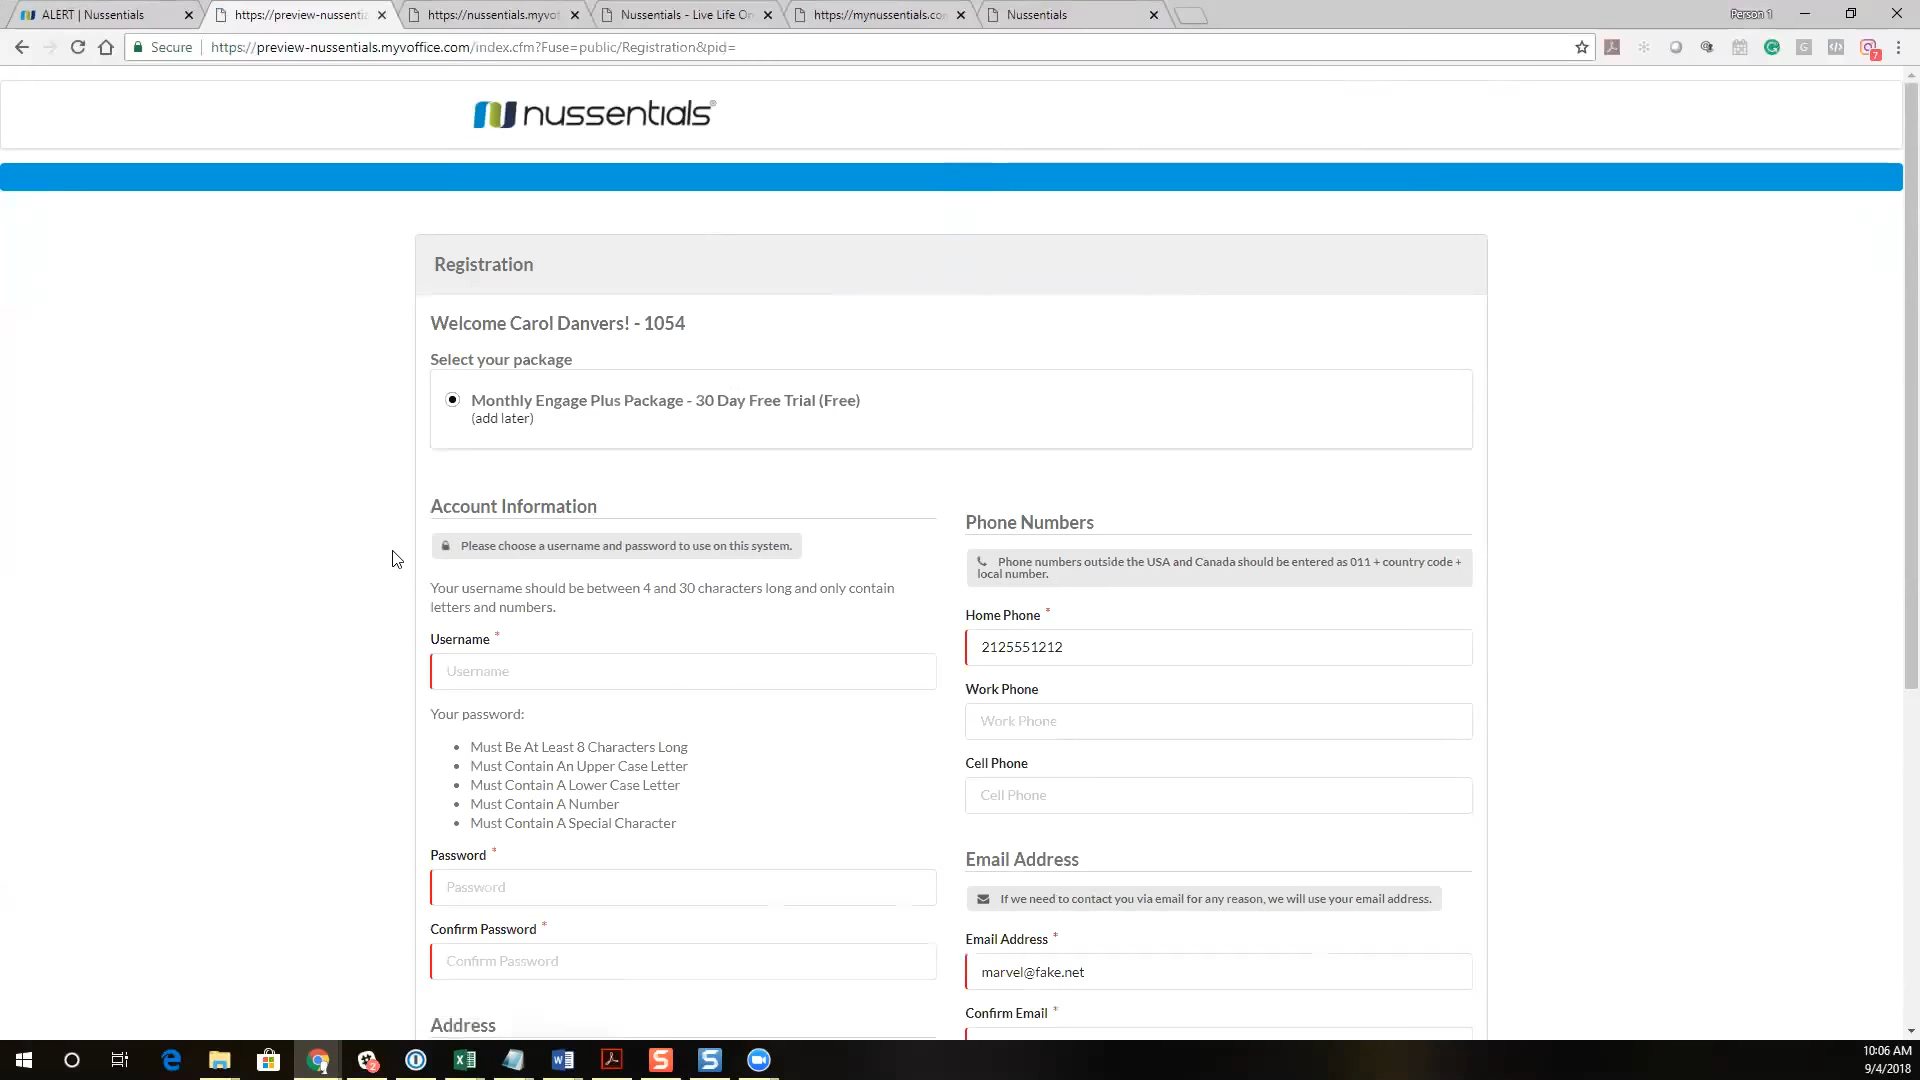 ALERT | Nussentials
https://preview-nussentia
https://nussentials.myvo
Nussentials - Live Life O
https://mynussentials.co
Nussentials
Person 1
Secure
https://preview-nussentials.myvoffice.com/index.cfm?Fuse=public/Registration&pid=
7
nussentials®
Registration
Welcome Carol Danvers! - 1054
Select your package
Monthly Engage Plus Package - 30 Day Free Trial (Free)
(add later)
Account Information
Please choose a username and password to use on this system.
Your username should be between 4 and 30 characters long and only contain
letters and numbers.
Username *
Username
Your password:
• Must Be At Least 8 Characters Long
• Must Contain An Upper Case Letter
• Must Contain A Lower Case Letter
• Must Contain A Number
• Must Contain A Special Character
Password *
Password
Confirm Password *
Confirm Password
Address
Phone Numbers
Phone numbers outside the USA and Canada should be entered as 011 + country code +
local number.
Home Phone *
2125551212
Work Phone
Work Phone
Cell Phone
Cell Phone
Email Address
If we need to contact you via email for any reason, we will use your email address.
Email Address *
marvel@fake.net
Confirm Email *
10:06 AM
9/4/2018